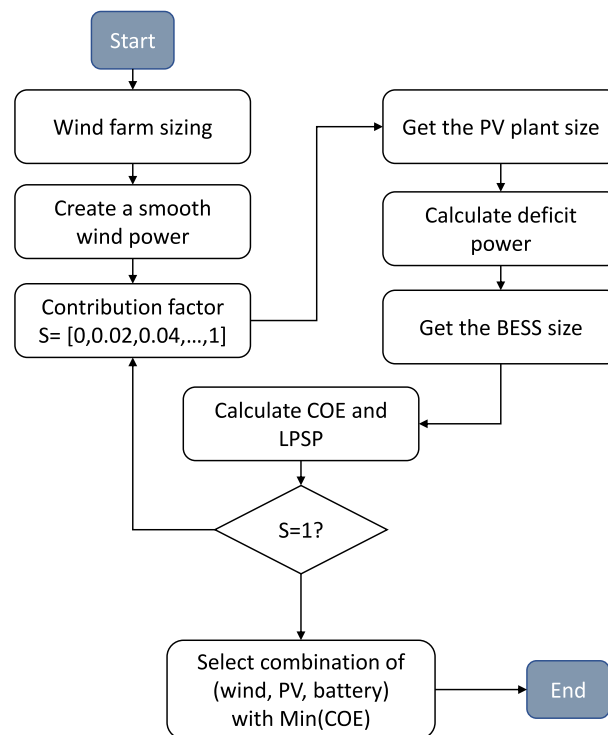 Start
Wind farm sizing
Create a smooth
wind power
Contribution factor
S= [0,0.02,0.04,...,1]
Get the PV plant size
Calculate deficit
power
Get the BESS size
Calculate COE and
LPSP
S=1?
Select combination of
(wind, PV, battery)
with Min(COE)
End